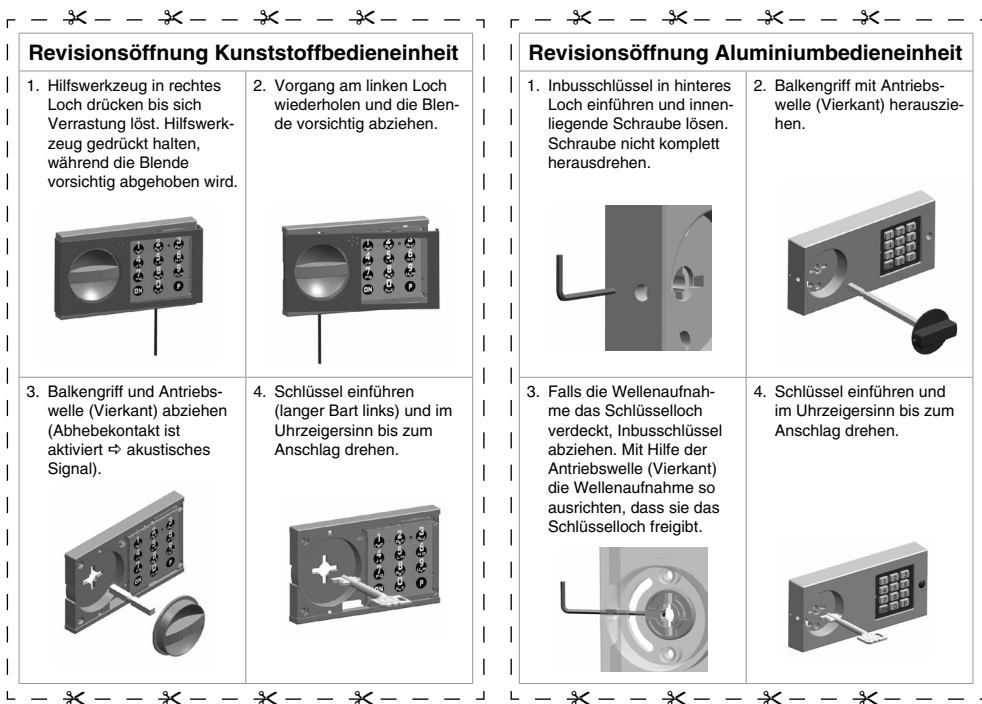 Revisionsöffnung Kunststoffbedieneinheit
1. Hilfswerkzeug in rechtes
Loch drücken bis sich
Verrastung löst. Hilfswerk-
zeug gedrückt halten,
während die Blende
vorsichtig abgehoben wird.
2. Vorgang am linken Loch
wiederholen und die Blen-
de vorsichtig abziehen.
3. Balkengriff und Antriebs-
welle (Vierkant) abziehen
(Abhebekontakt ist
aktiviert ⇨ akustisches
Signal).
4. Schlüssel einführen
(langer Bart links) und im
Uhrzeigersinn bis zum
Anschlag drehen.
Revisionsöffnung Aluminiumbedieneinheit
1. Inbusschlüssel in hinteres
Loch einführen und innen-
liegende Schraube lösen.
Schraube nicht komplett
herausdrehen.
2. Balkengriff mit Antriebs-
welle (Vierkant) herauszie-
hen.
3. Falls die Wellenaufnah-
me das Schlüsselloch
verdeckt, Inbusschlüssel
abziehen. Mit Hilfe der
Antriebswelle (Vierkant)
die Wellenaufnahme so
ausrichten, dass sie das
Schlüsselloch freigibt.
4. Schlüssel einführen und
im Uhrzeigersinn bis zum
Anschlag drehen.